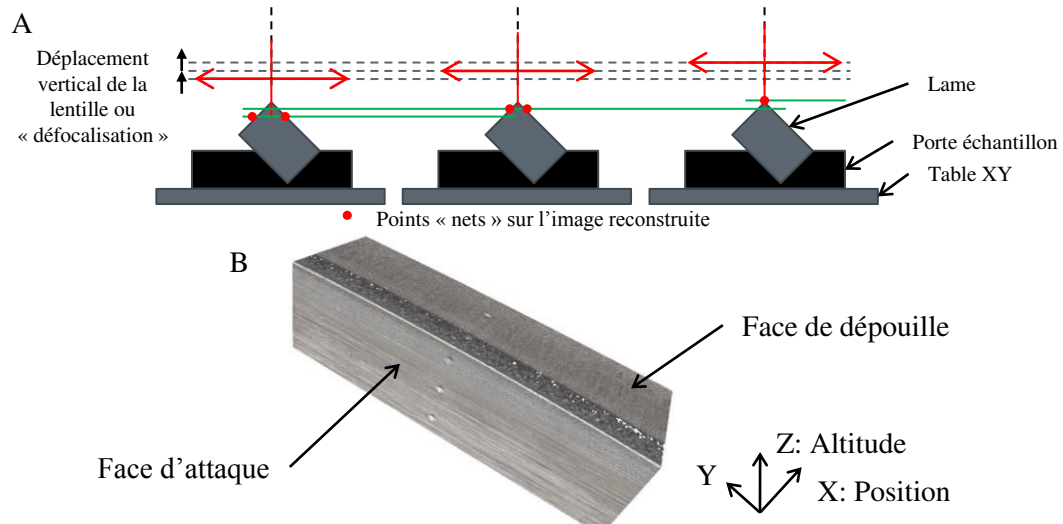 A
Déplacement
vertical de la
lentille ou
« défocalisation »
Lame
Porte échantillon
Table XY
Points « nets » sur l’image reconstruite
B
Face de dépouille
Face d’attaque
Z: Altitude
Y
X: Position